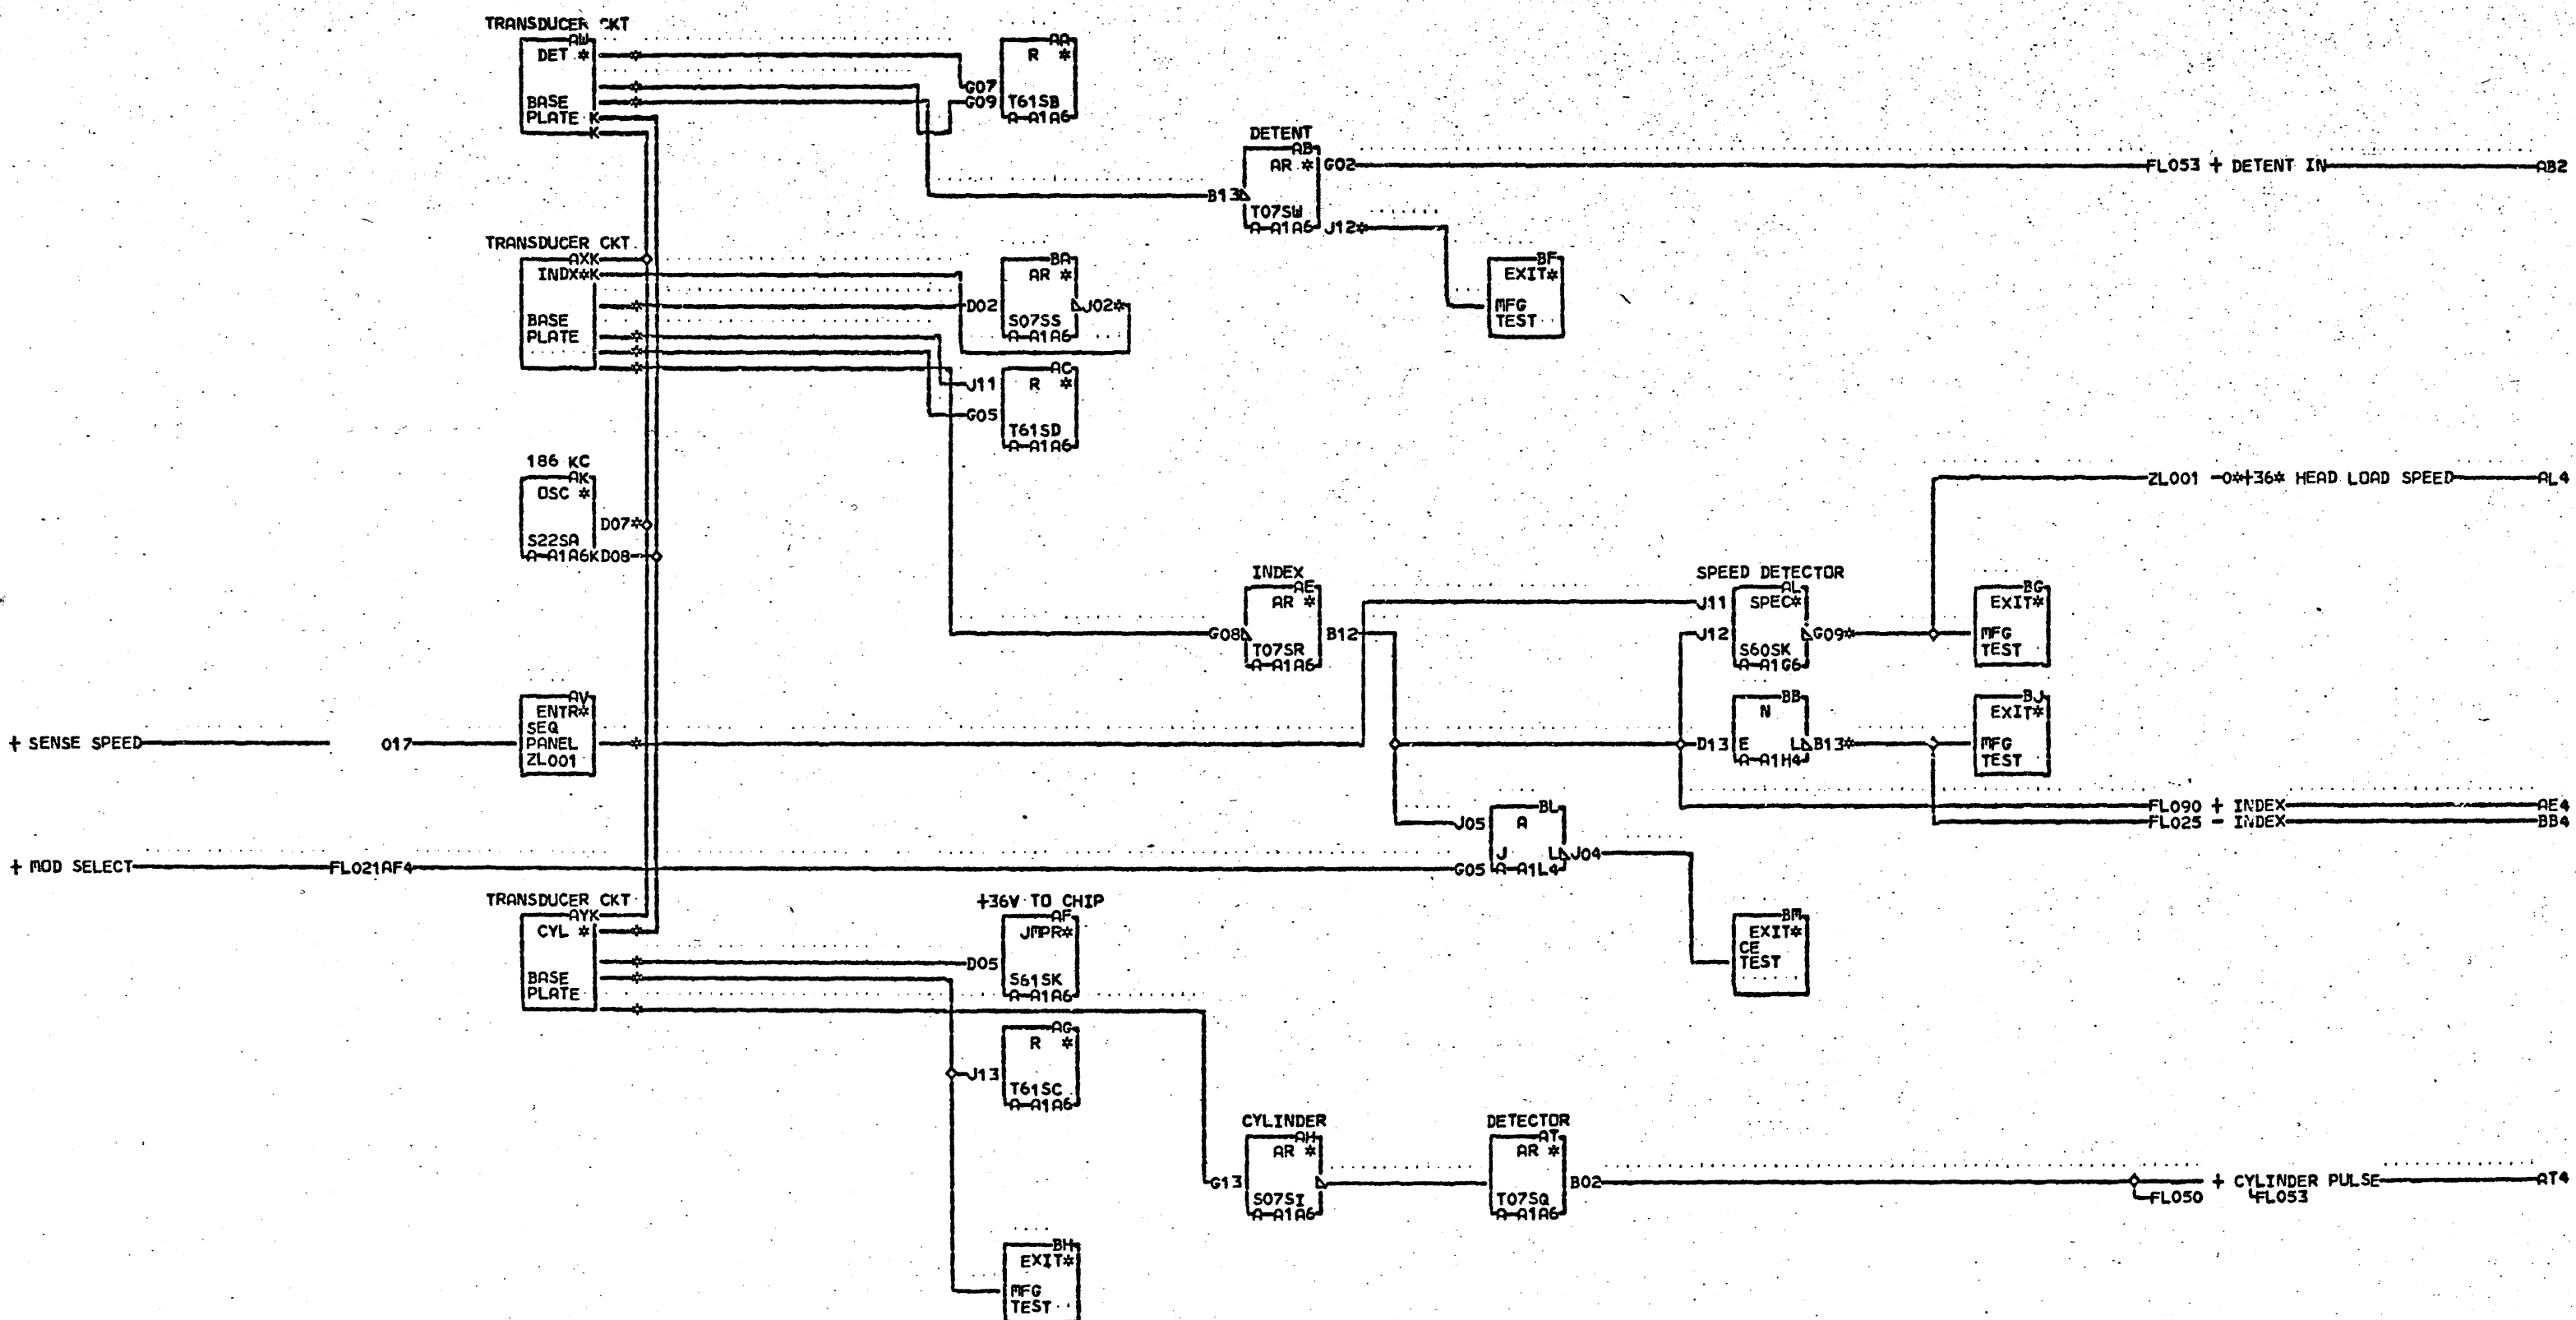 TRANSDUCER CKT
AW
DET *
BASE
PLATE K
K
AA
R *
G07
G09 T61SB
A-A1A6
DETENT
AB
AR * G02
FL053 + DETENT IN AB2
B13
T07SW
A-A1A6 J12*
TRANSDUCER CKT
AXK
INDX*K
BASE
PLATE
BA
AR *
D02 J02*
S07SS
A-A1A6
BF
EXIT*
MFG
TEST
AC
J11 R *
G05
T61SD
A-A1A6
186 KC
AK
OSC *
D07*
S22SA
A-A1A6KD08
ZL001 -0*+36* HEAD LOAD SPEED AL4
INDEX
AE
AR *
G08 B12
T07SR
A-A1A6
SPEED DETECTOR
AL
J11 SPEC*
J12 G09*
S60SK
A-A1G6
BG
EXIT*
MFG
TEST
AV
ENTR*
SEQ
PANEL
ZL001
+ SENSE SPEED 017
BB
N
D13 E L B13*
A-A1H4
BJ
EXIT*
MFG
TEST
FL090 + INDEX AE4
FL025 - INDEX BB4
BL
J05 A
J L J04
G05 A-A1L4
+ MOD SELECT FL021AF4
TRANSDUCER CKT
AYK
CYL *
BASE
PLATE
+36V TO CHIP
AF
JMPR*
D05
S61SK
A-A1A6
BM
EXIT*
CE
TEST
AG
R *
J13
T61SC
A-A1A6
CYLINDER
AH
AR *
G13
S07SI
A-A1A6
DETECTOR
AT
AR *
B02
T07SQ
A-A1A6
+ CYLINDER PULSE AT4
FL050 FL053
BH
EXIT*
MFG
TEST